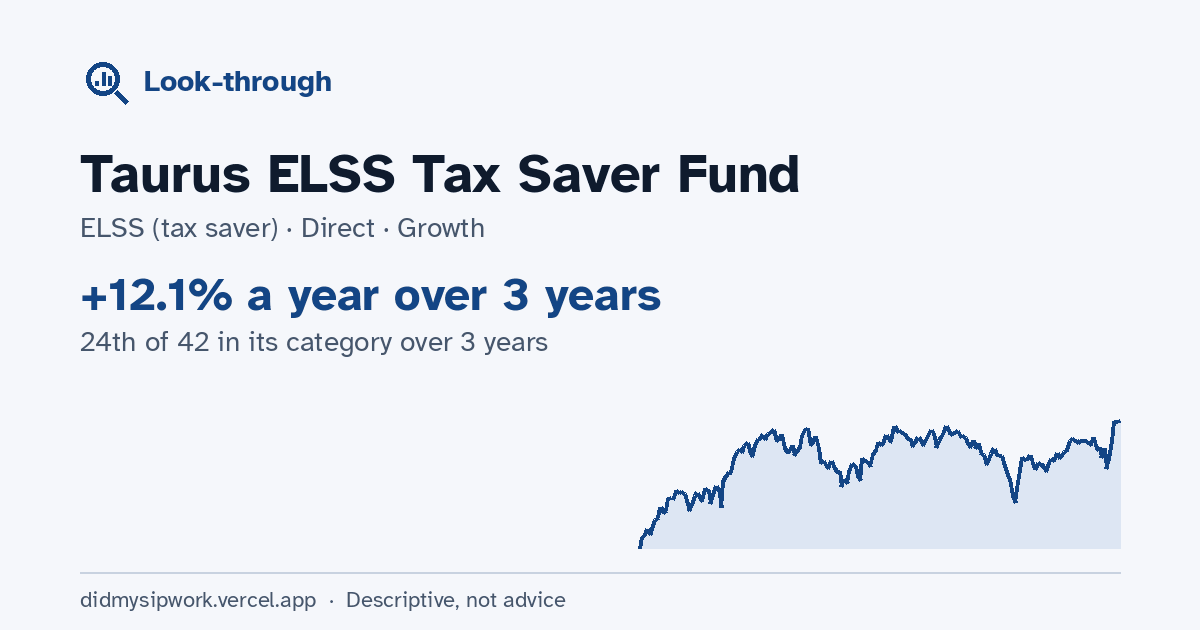 Look-through
Taurus ELSS Tax Saver Fund
ELSS (tax saver) · Direct · Growth
+12.1% a year over 3 years
24th of 42 in its category over 3 years
didmysipwork.vercel.app · Descriptive, not advice